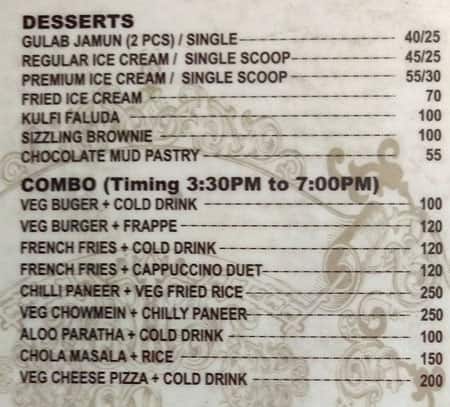 DESSERTS
GULAB JAMUN (2 PCS) / SINGLE 40/25
REGULAR ICE CREAM / SINGLE SCOOP 45/25
PREMIUM ICE CREAM / SINGLE SCOOP 55/30
FRIED ICE CREAM 70
KULFI FALUDA 100
SIZZLING BROWNIE 100
CHOCOLATE MUD PASTRY 55
COMBO (Timing 3:30PM to 7:00PM)
VEG BUGER + COLD DRINK 100
VEG BURGER + FRAPPE 120
FRENCH FRIES + COLD DRINK 120
FRENCH FRIES + CAPPUCCINO DUET 120
CHILLI PANEER + VEG FRIED RICE 250
VEG CHOWMEIN + CHILLY PANEER 250
ALOO PARATHA + COLD DRINK 100
CHOLA MASALA + RICE 150
VEG CHEESE PIZZA + COLD DRINK 200